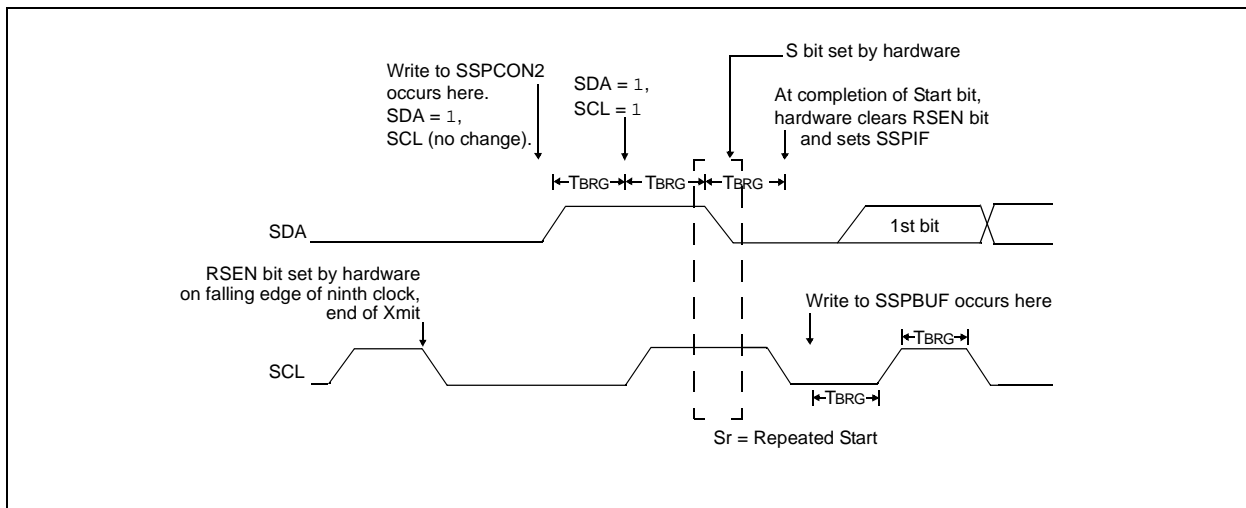 S bit set by hardware
Write to SSPCON2
occurs here.
SDA = 1,
SCL (no change).
SDA = 1,
SCL = 1
At completion of Start bit,
hardware clears RSEN bit
and sets SSPIF
TBRG
TBRG
TBRG
SDA
1st bit
RSEN bit set by hardware
on falling edge of ninth clock,
end of Xmit
Write to SSPBUF occurs here
TBRG
SCL
TBRG
Sr = Repeated Start